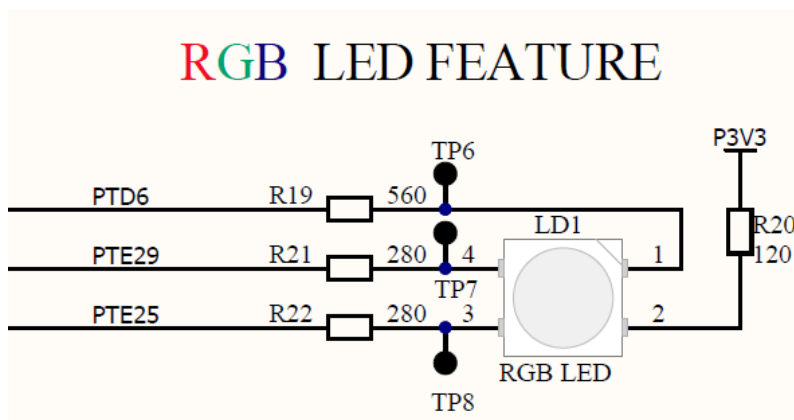 RGB LED FEATURE
P3V3
TP6
PTD6 R19 560
LD1
R20
120
PTE29 R21 280 4 1
TP7
PTE25 R22 280 3 2
RGB LED
TP8